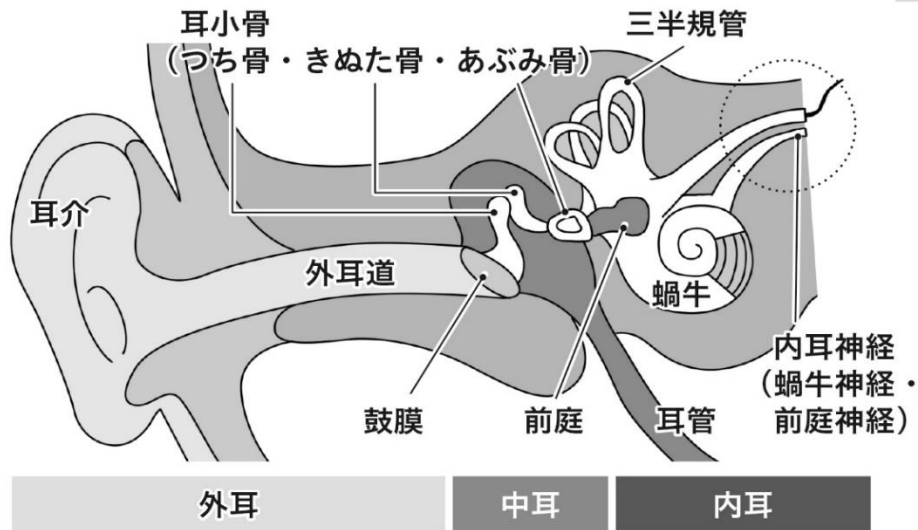 耳小骨
（つち骨・きぬた骨・あぶみ骨）
三半規管
耳介
外耳道
蝸牛
内耳神経
（蝸牛神経・
前庭神経）
鼓膜
前庭
耳管
外耳
中耳
内耳